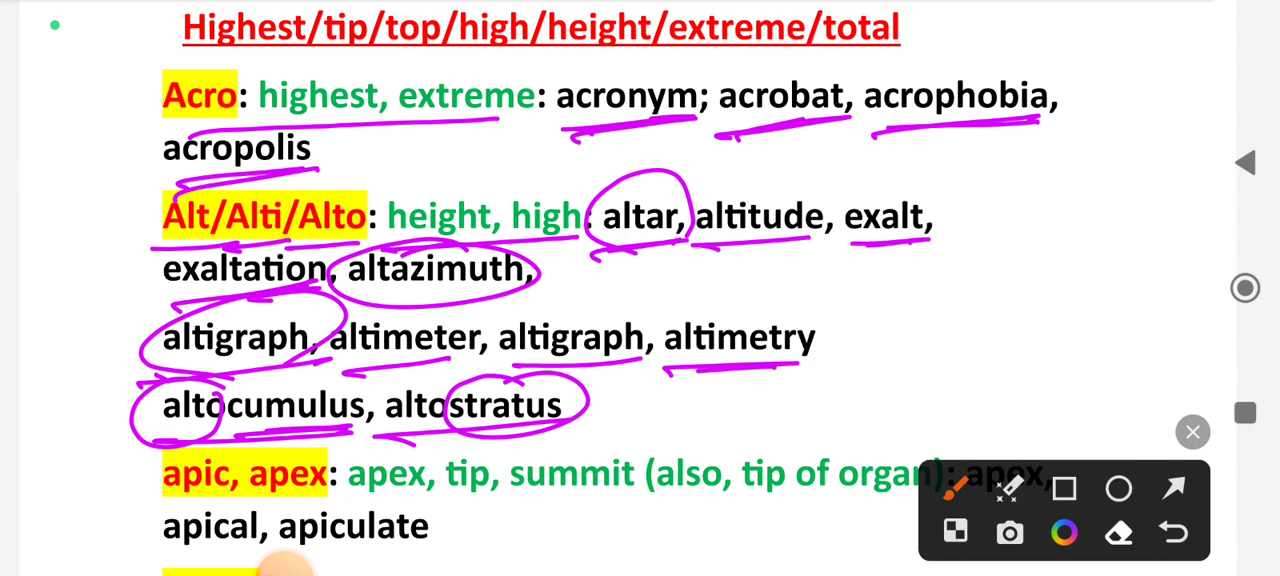 Highest/tip/top/high/height/extreme/total
Acro: highest, extreme: acronym; acrobat, acrophobia,
acropolis
Alt/Alti/Alto: height, high: altar, altitude, exalt,
exaltation, altazimuth,
altigraph, altimeter, altigraph, altimetry
altocumulus, altostratus
apic, apex: apex, tip, summit (also, tip of organ): apex,
apical, apiculate